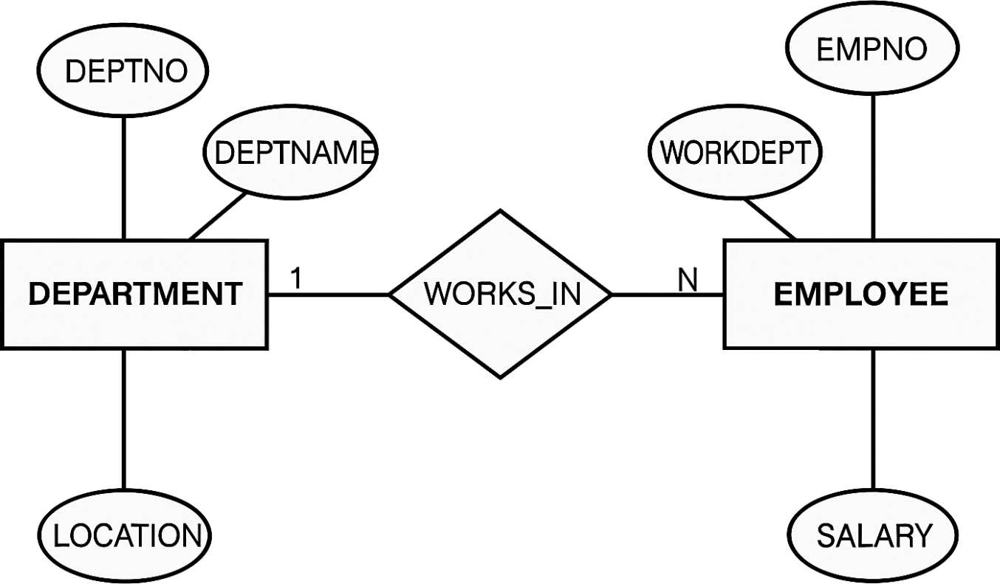 EMPNO
DEPTNO
DEPTNAME
WORKDEPT
1
N
DEPARTMENT
WORKS_IN
EMPLOYEE
LOCATION
SALARY